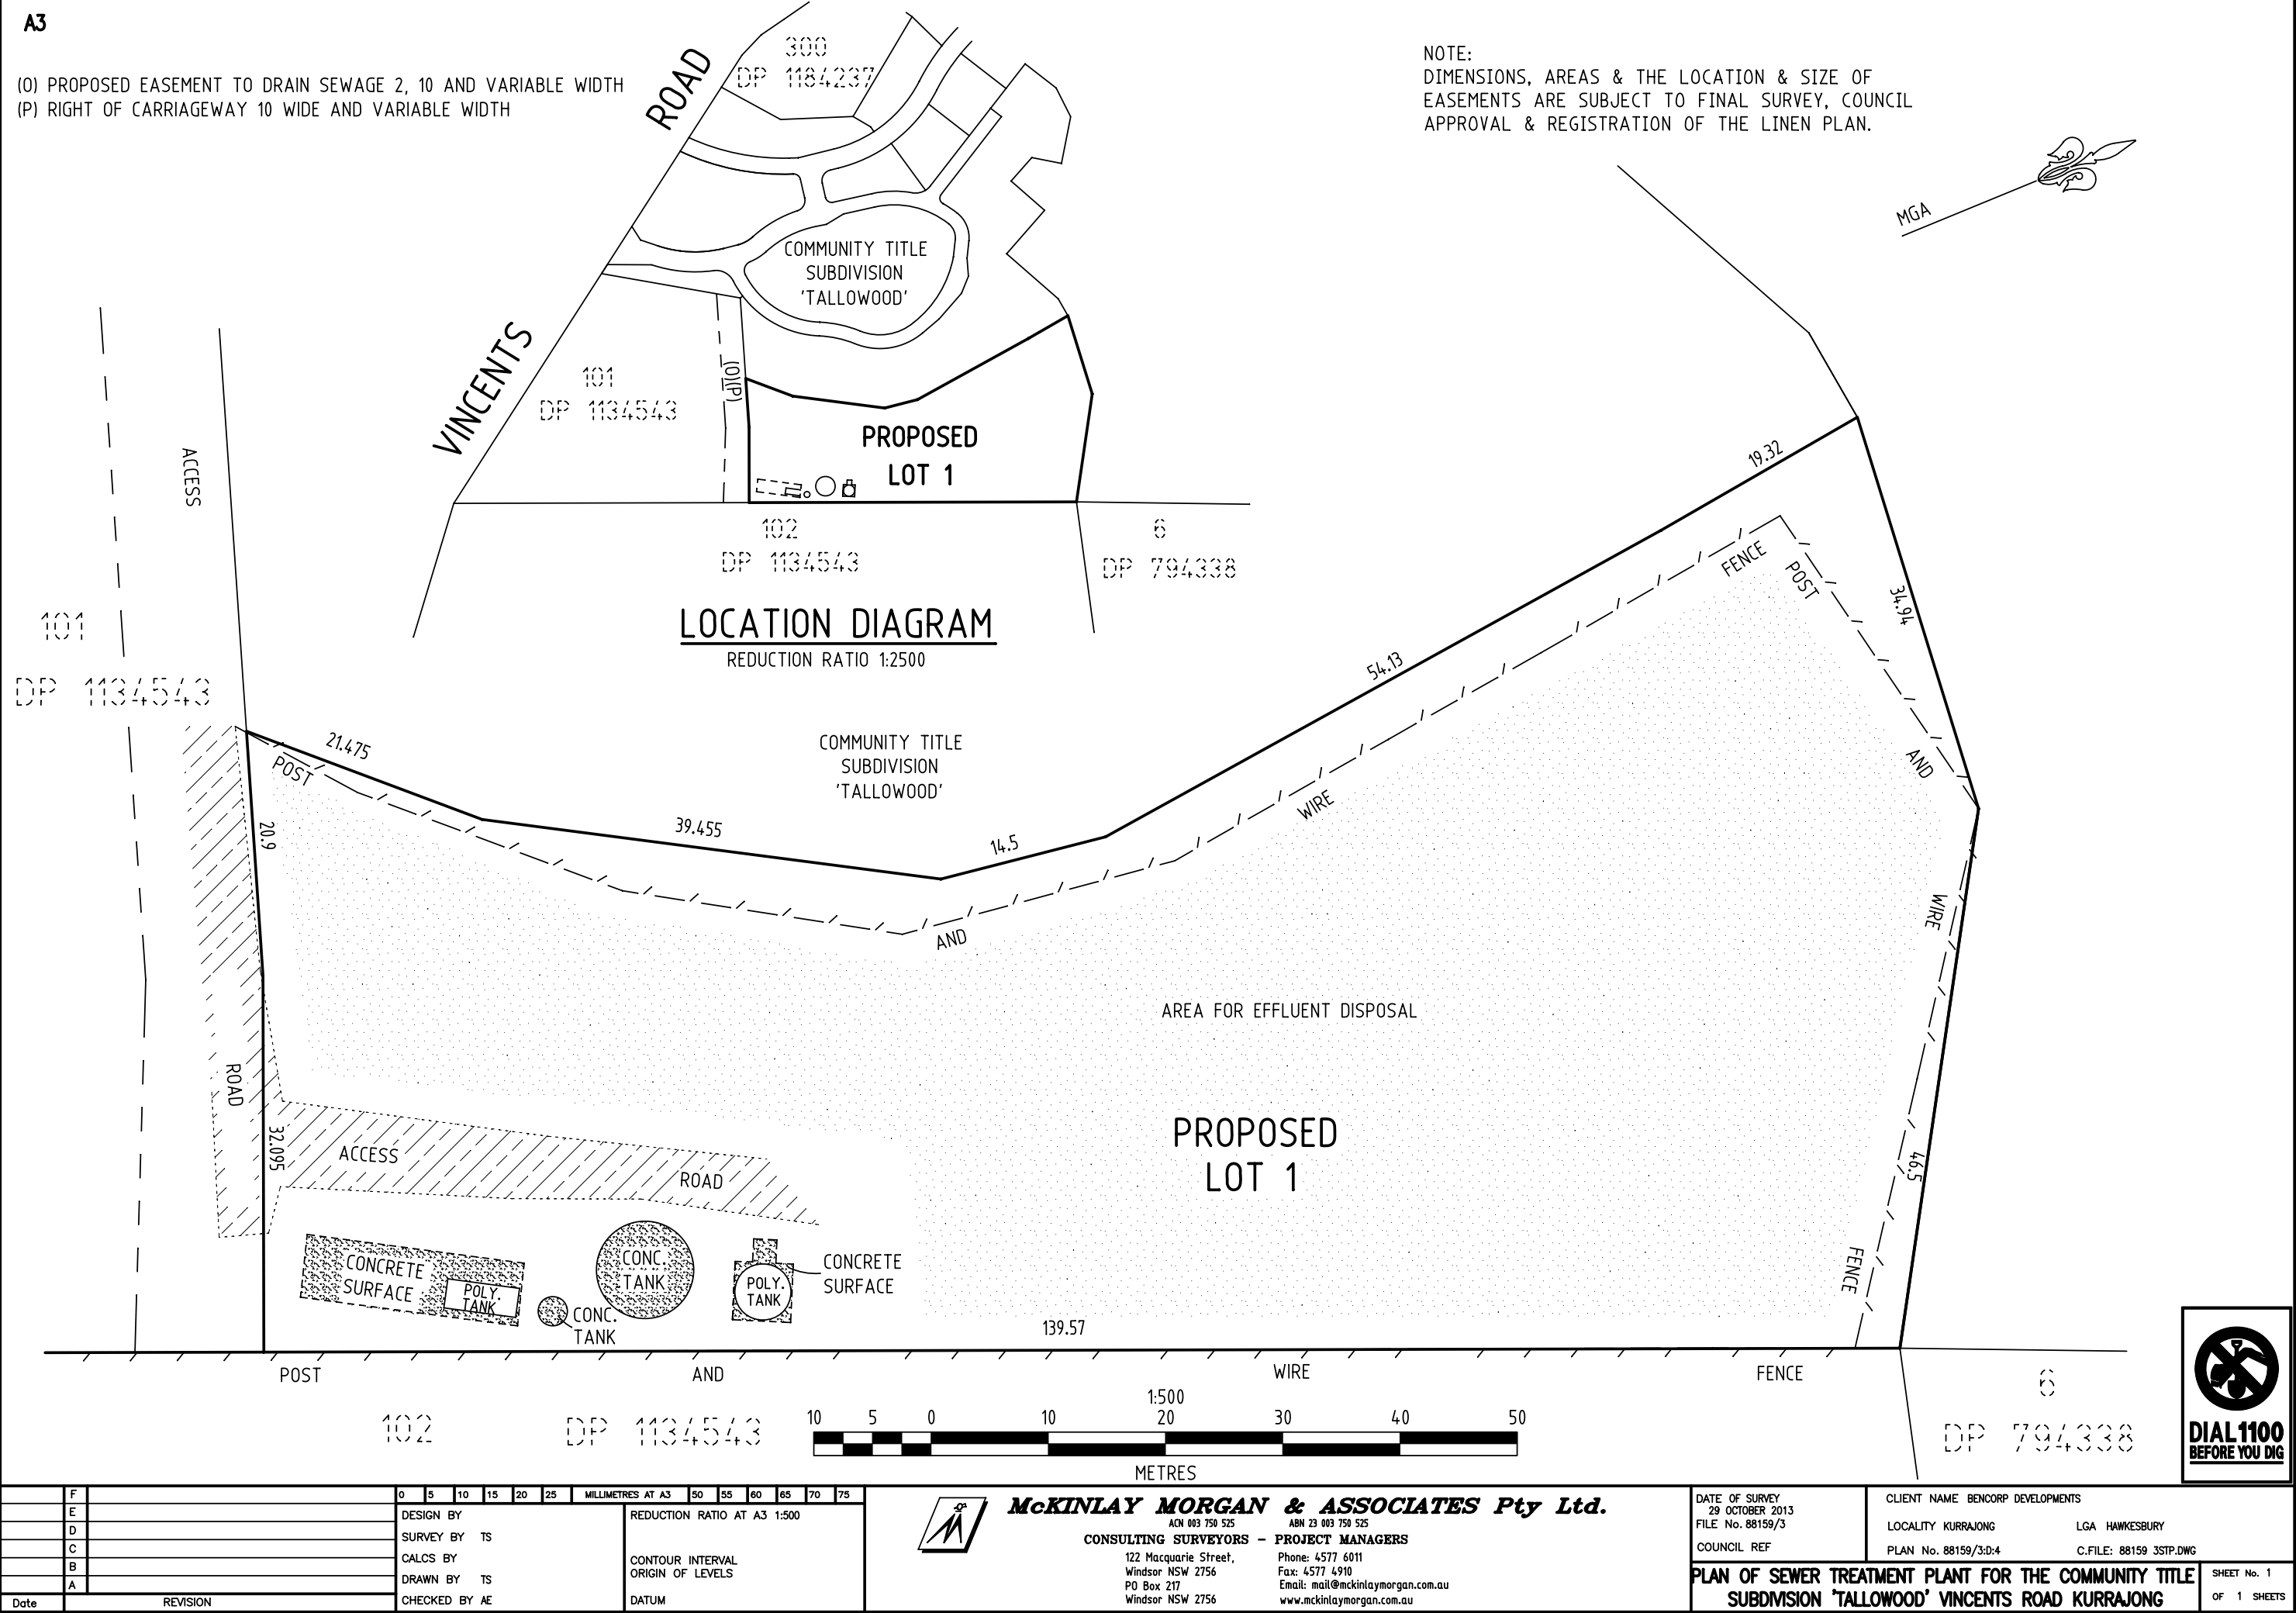 A3
(O) PROPOSED EASEMENT TO DRAIN SEWAGE 2, 10 AND VARIABLE WIDTH
(P) RIGHT OF CARRIAGEWAY 10 WIDE AND VARIABLE WIDTH
NOTE:
DIMENSIONS, AREAS & THE LOCATION & SIZE OF
EASEMENTS ARE SUBJECT TO FINAL SURVEY, COUNCIL
APPROVAL & REGISTRATION OF THE LINEN PLAN.
MGA
VINCENTS ROAD
300
DP 1184237
COMMUNITY TITLE
SUBDIVISION
'TALLOWOOD'
101
DP 1134543
(O)(P)
PROPOSED
LOT 1
102
DP 1134543
6
DP 794338
LOCATION DIAGRAM
REDUCTION RATIO 1:2500
ACCESS
101
DP 1134543
19.32
FENCE
POST
34.94
54.13
21.475
POST
COMMUNITY TITLE
SUBDIVISION
'TALLOWOOD'
AND
WIRE
20.9
39.455
14.5
AND
WIRE
AREA FOR EFFLUENT DISPOSAL
ROAD
32.095
PROPOSED
LOT 1
ACCESS
ROAD
46.5
FENCE
CONCRETE
SURFACE
POLY.
TANK
CONC.
TANK
CONC.
TANK
POLY.
TANK
CONCRETE
SURFACE
139.57
POST AND WIRE FENCE
102 DP 1134543
6
DP 794338
1:500
10 5 0 10 20 30 40 50
METRES
DIAL1100
BEFORE YOU DIG
F
E
D
C
B
A
Date REVISION
0 5 10 15 20 25 MILLIMETRES AT A3 50 55 60 65 70 75
DESIGN BY
SURVEY BY TS
CALCS BY
DRAWN BY TS
CHECKED BY AE
REDUCTION RATIO AT A3 1:500
CONTOUR INTERVAL
ORIGIN OF LEVELS
DATUM
McKINLAY MORGAN & ASSOCIATES Pty Ltd.
ACN 003 750 525 ABN 23 003 750 525
CONSULTING SURVEYORS - PROJECT MANAGERS
122 Macquarie Street,
Windsor NSW 2756
PO Box 217
Windsor NSW 2756
Phone: 4577 6011
Fax: 4577 4910
Email: mail@mckinlaymorgan.com.au
www.mckinlaymorgan.com.au
DATE OF SURVEY
29 OCTOBER 2013
FILE No. 88159/3
COUNCIL REF
CLIENT NAME BENCORP DEVELOPMENTS
LOCALITY KURRAJONG LGA HAWKESBURY
PLAN No. 88159/3:D:4 C.FILE: 88159 3STP.DWG
PLAN OF SEWER TREATMENT PLANT FOR THE COMMUNITY TITLE
SUBDIVISION 'TALLOWOOD' VINCENTS ROAD KURRAJONG
SHEET No. 1
OF 1 SHEETS